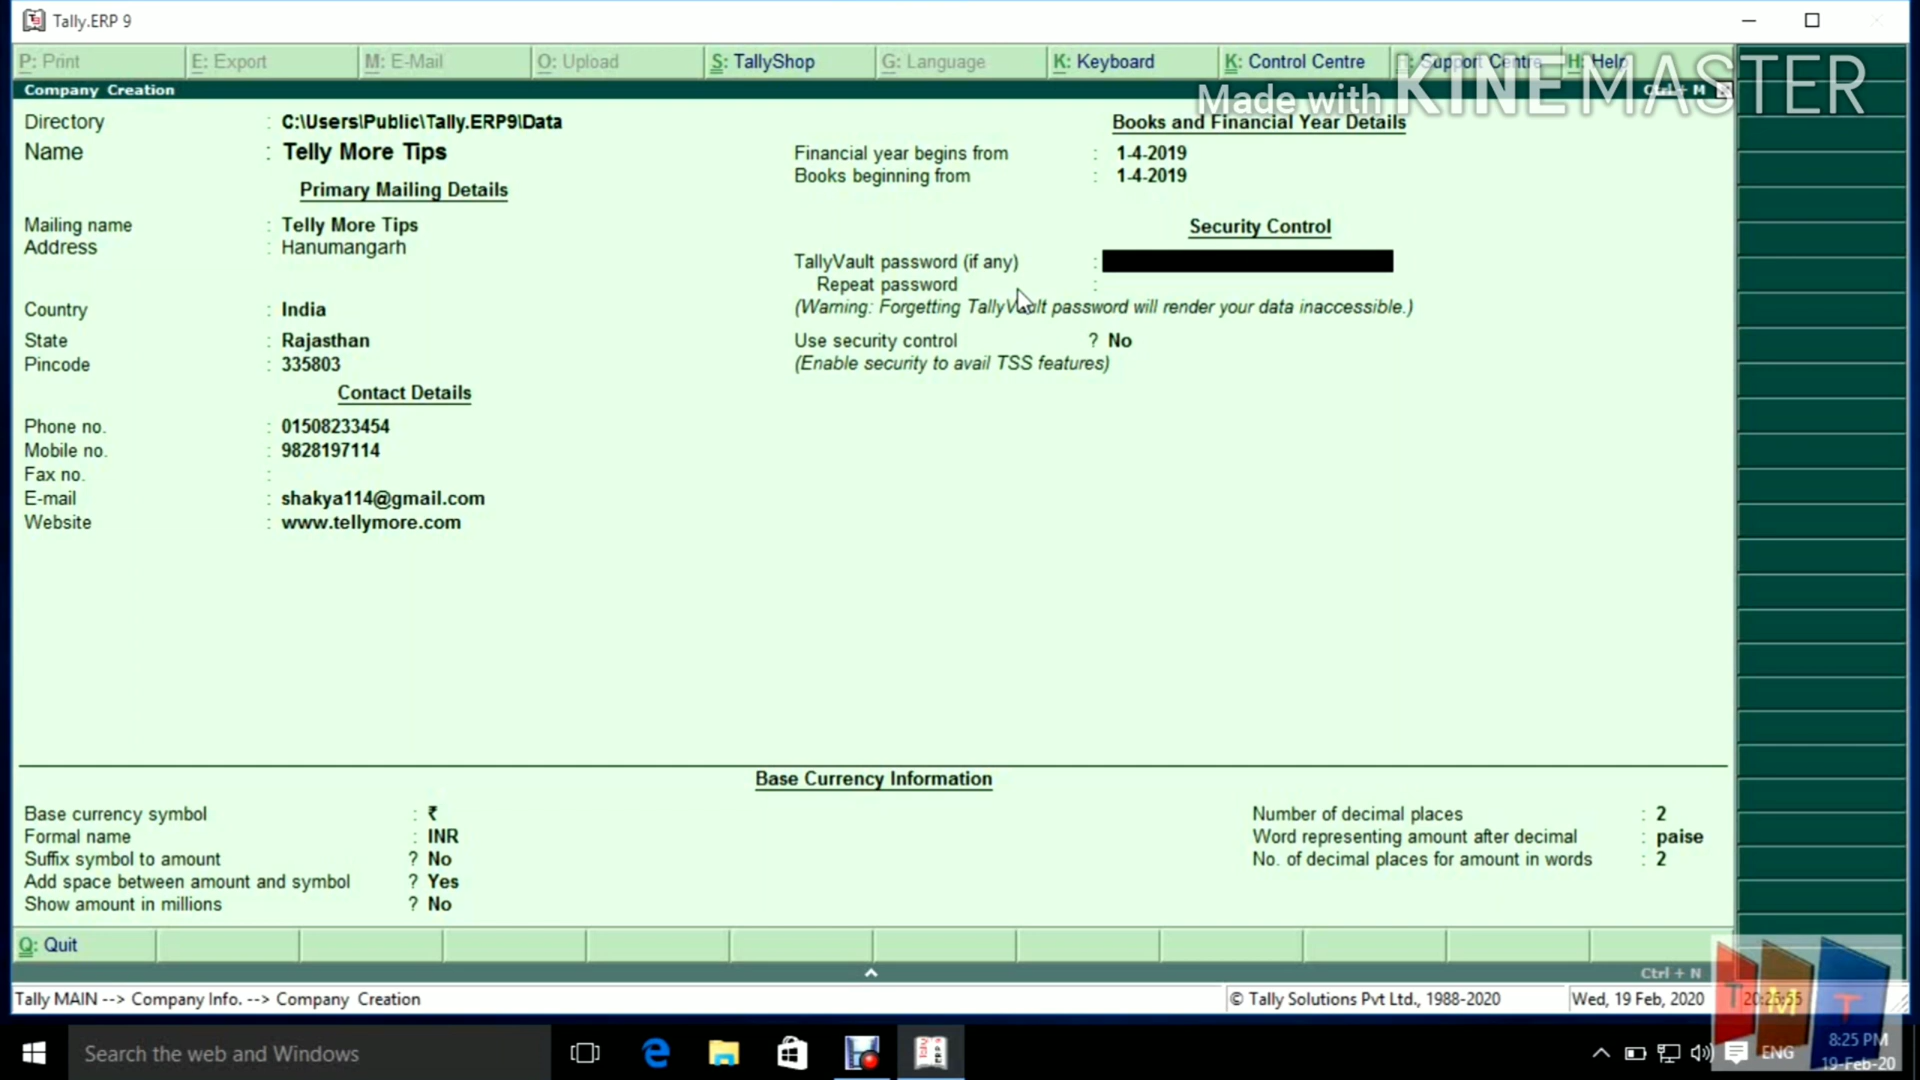 Tally.ERP 9
P: Print E: Export M: E-Mail O: Upload S: TallyShop G: Language K: Keyboard K: Control Centre Support Centre H: Help
Made with KINEMASTER
Company Creation Ctrl + M
Directory : C:\Users\Public\Tally.ERP9\Data
Name : Telly More Tips
Primary Mailing Details
Mailing name : Telly More Tips
Address : Hanumangarh
Country : India
State : Rajasthan
Pincode : 335803
Contact Details
Phone no. : 01508233454
Mobile no. : 9828197114
Fax no. :
E-mail : shakya114@gmail.com
Website : www.tellymore.com
Books and Financial Year Details
Financial year begins from : 1-4-2019
Books beginning from : 1-4-2019
Security Control
TallyVault password (if any) :
Repeat password :
(Warning: Forgetting TallyVault password will render your data inaccessible.)
Use security control ? No
(Enable security to avail TSS features)
Base Currency Information
Base currency symbol : ₹
Formal name : INR
Suffix symbol to amount ? No
Add space between amount and symbol ? Yes
Show amount in millions ? No
Number of decimal places : 2
Word representing amount after decimal : paise
No. of decimal places for amount in words : 2
Q: Quit
Ctrl + N
Tally MAIN --> Company Info. --> Company Creation © Tally Solutions Pvt Ltd., 1988-2020 Wed, 19 Feb, 2020 20:25:55
T M T
Search the web and Windows ENG 8:25 PM
19-Feb-20